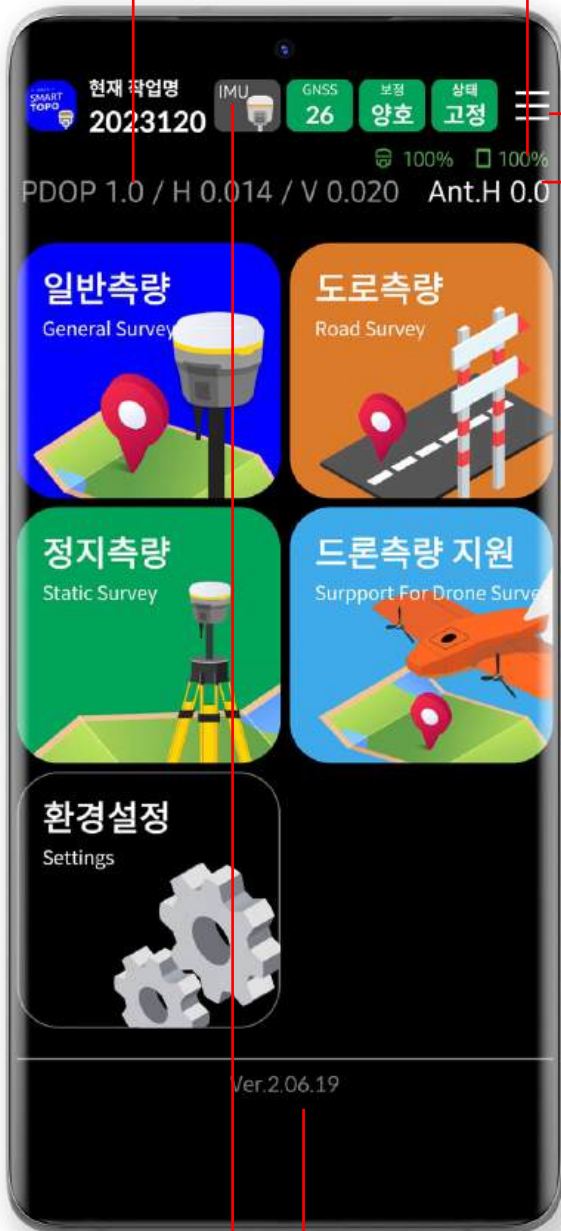 SMART
TOPO
현재 작업명
2023120
IMU
GNSS
26
보정
양호
상태
고정
100% 100%
PDOP 1.0 / H 0.014 / V 0.020 Ant.H 0.0
일반측량
General Survey
도로측량
Road Survey
정지측량
Static Survey
드론측량 지원
Surpport For Drone Survey
환경설정
Settings
Ver.2.06.19